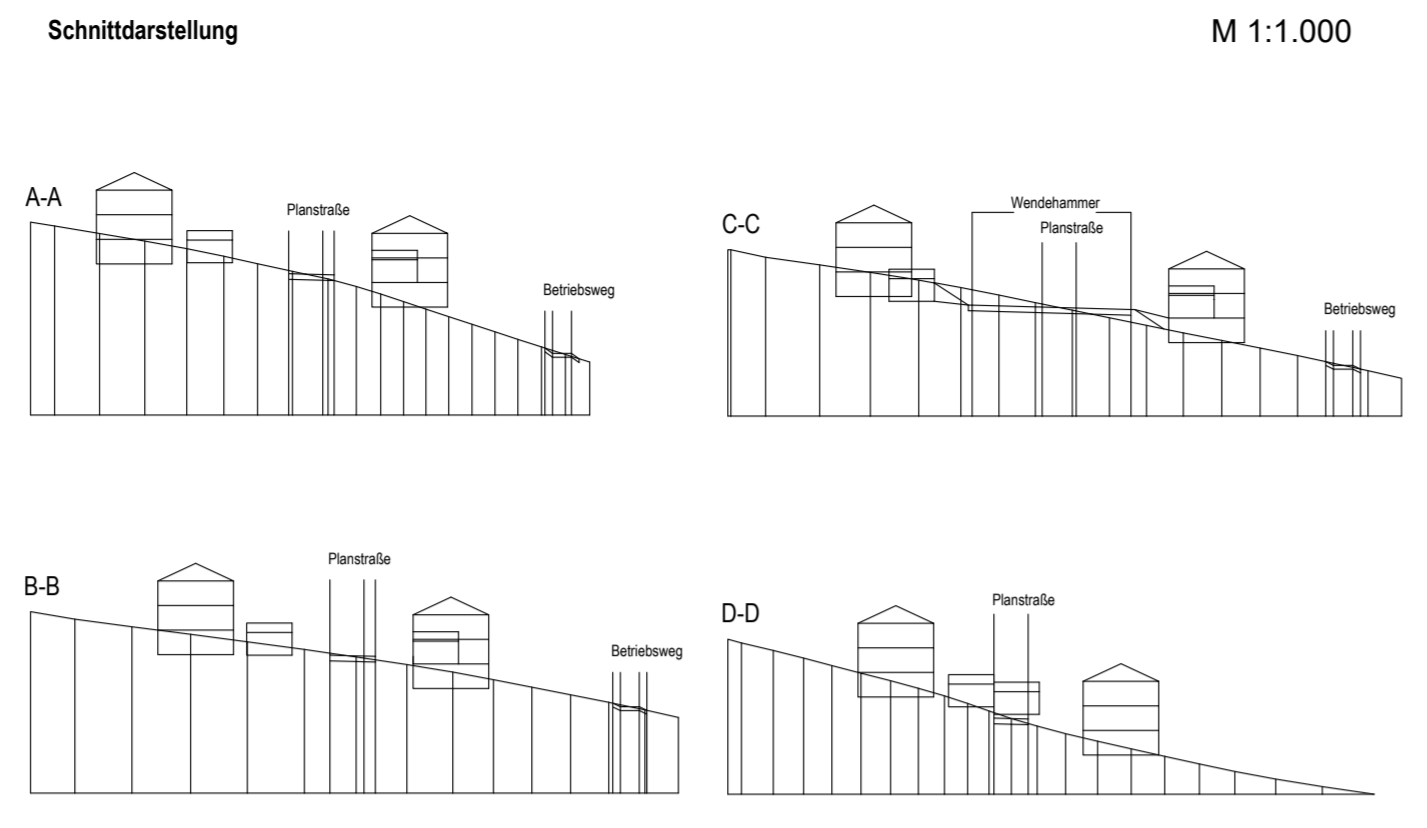 Schnittdarstellung
M 1:1.000
A-A
Planstraße
Betriebsweg
C-C
Wendehammer
Planstraße
Betriebsweg
B-B
Planstraße
Betriebsweg
D-D
Planstraße